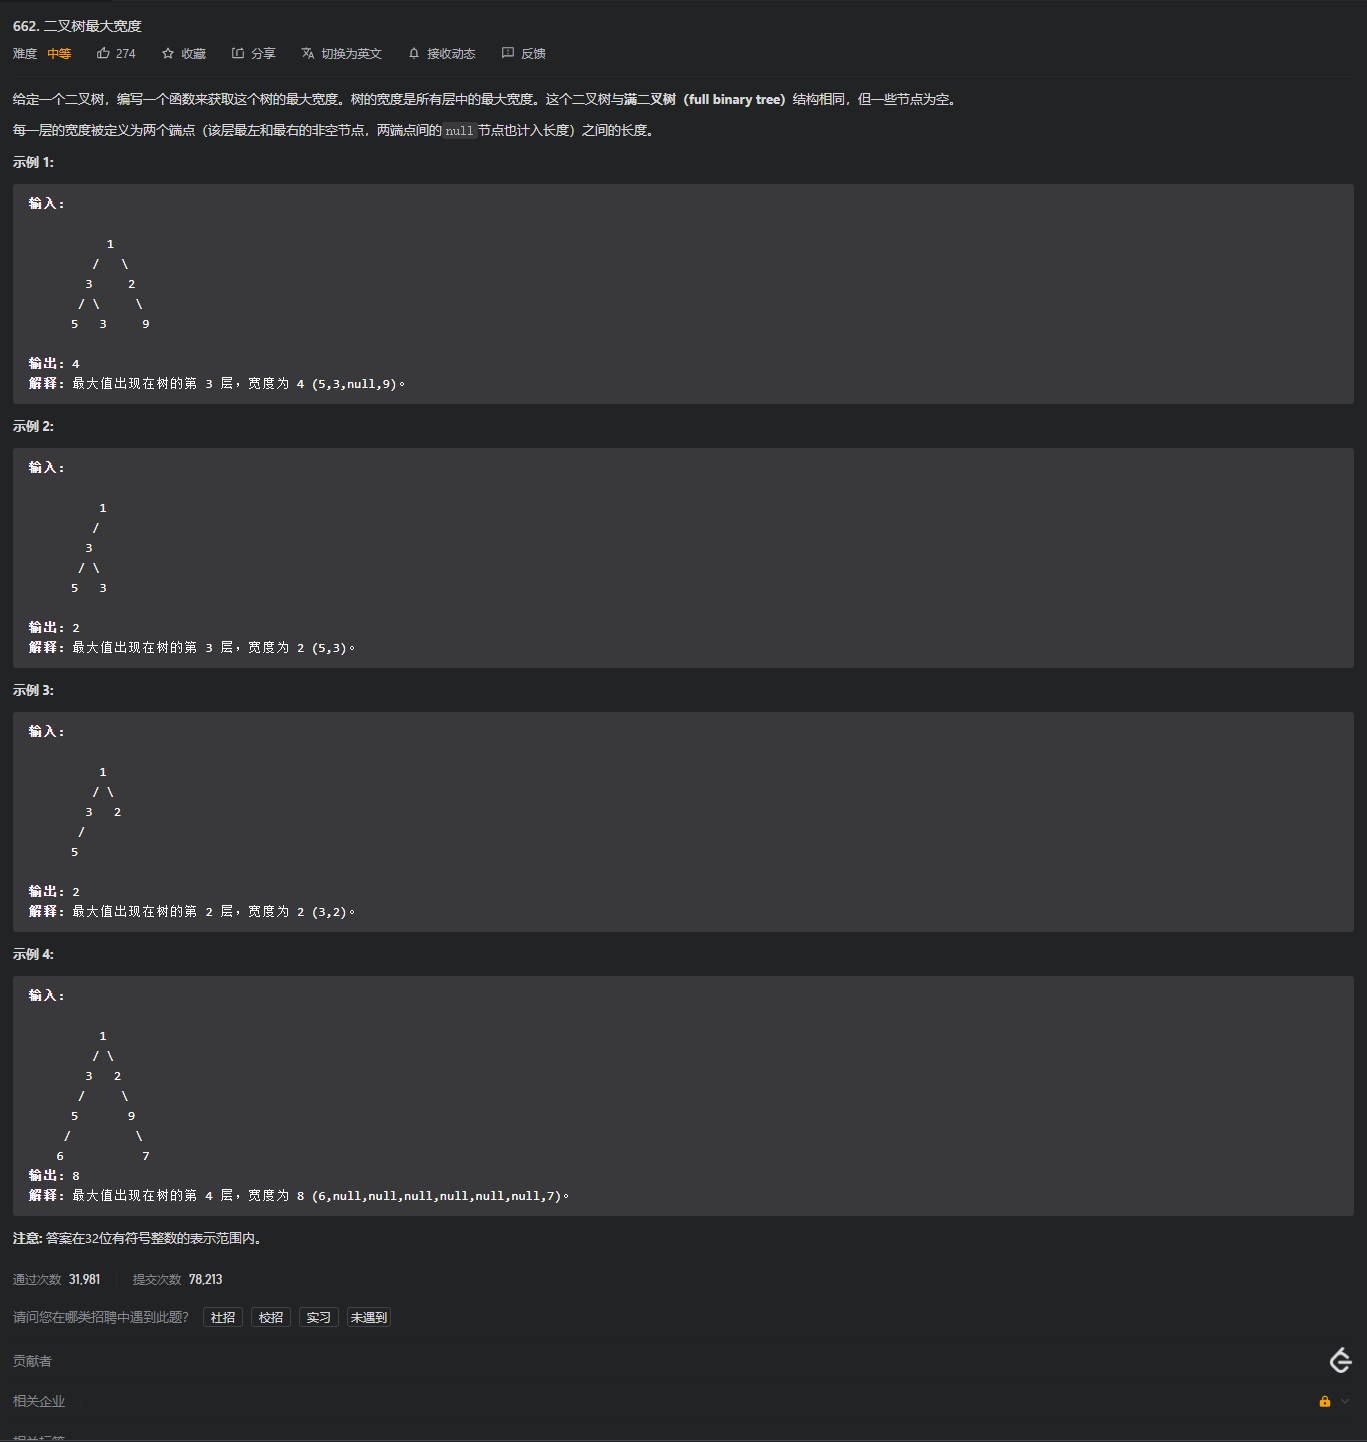 662. 二叉树最大宽度
难度 中等 274 收藏 分享 切换为英文 接收动态 反馈
给定一个二叉树，编写一个函数来获取这个树的最大宽度。树的宽度是所有层中的最大宽度。这个二叉树与满二叉树（full binary tree）结构相同，但一些节点为空。
每一层的宽度被定义为两个端点（该层最左和最右的非空节点，两端点间的null节点也计入长度）之间的长度。
示例 1:
输入:
1
/ \
3 2
/ \ \
5 3 9
输出: 4
解释: 最大值出现在树的第 3 层，宽度为 4 (5,3,null,9)。
示例 2:
输入:
1
/
3
/ \
5 3
输出: 2
解释: 最大值出现在树的第 3 层，宽度为 2 (5,3)。
示例 3:
输入:
1
/ \
3 2
/
5
输出: 2
解释: 最大值出现在树的第 2 层，宽度为 2 (3,2)。
示例 4:
输入:
1
/ \
3 2
/ \
5 9
/ \
6 7
输出: 8
解释: 最大值出现在树的第 4 层，宽度为 8 (6,null,null,null,null,null,null,7)。
注意: 答案在32位有符号整数的表示范围内。
通过次数 31,981 提交次数 78,213
请问您在哪类招聘中遇到此题？ 社招 校招 实习 未遇到
贡献者
相关企业